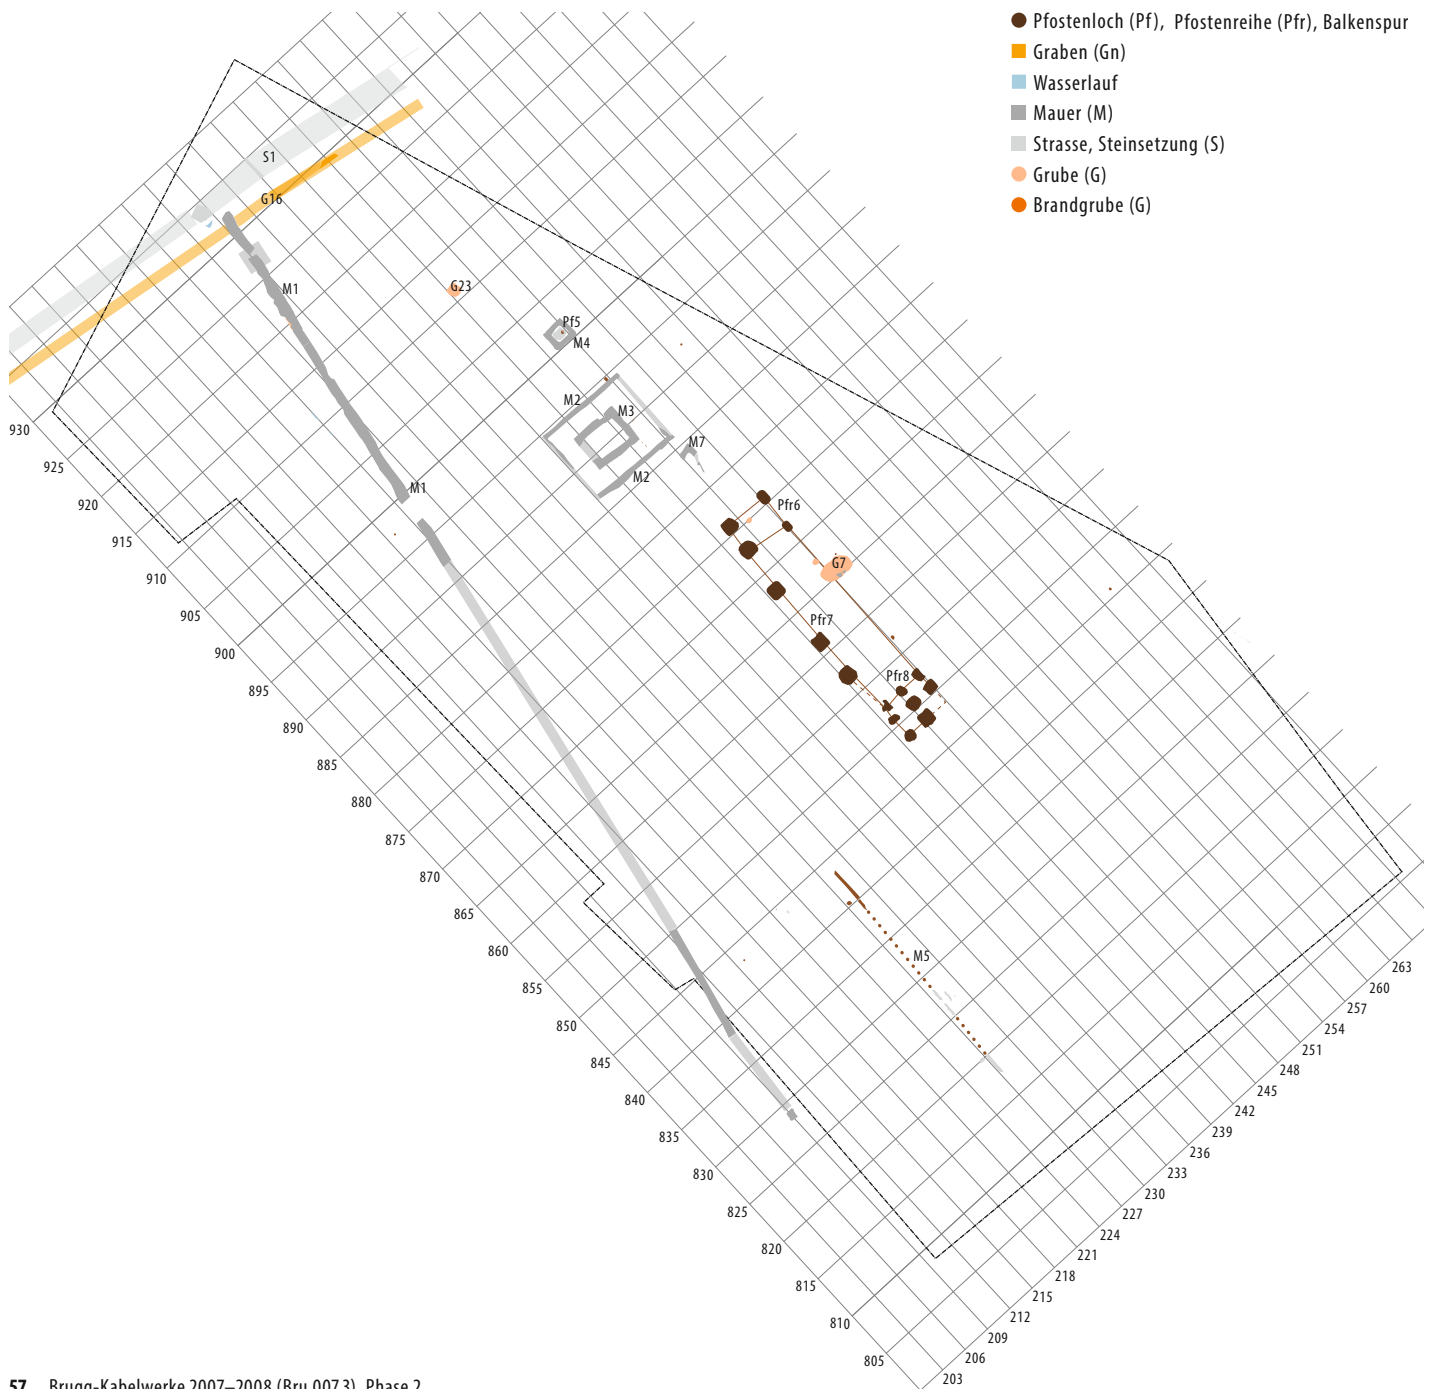 Pfostenloch (Pf), Pfostenreihe (Pfr), Balkenspur
Graben (Gn)
Wasserlauf
Mauer (M)
Strasse, Steinsetzung (S)
Grube (G)
Brandgrube (G)
S1
G16
M1
G23
Pf5
M4
M2
M3
M7
M2
M1
Pfr6
G7
Pfr7
Pfr8
M5
930
925
920
915
910
905
900
895
890
885
880
875
870
865
860
855
850
845
840
835
830
825
820
815
810
805
263
260
257
254
251
248
245
242
239
236
233
230
227
224
221
218
215
212
209
206
203
57 Brugg-Kabelwerke 2007–2008 (Bru.007.3), Phase 2